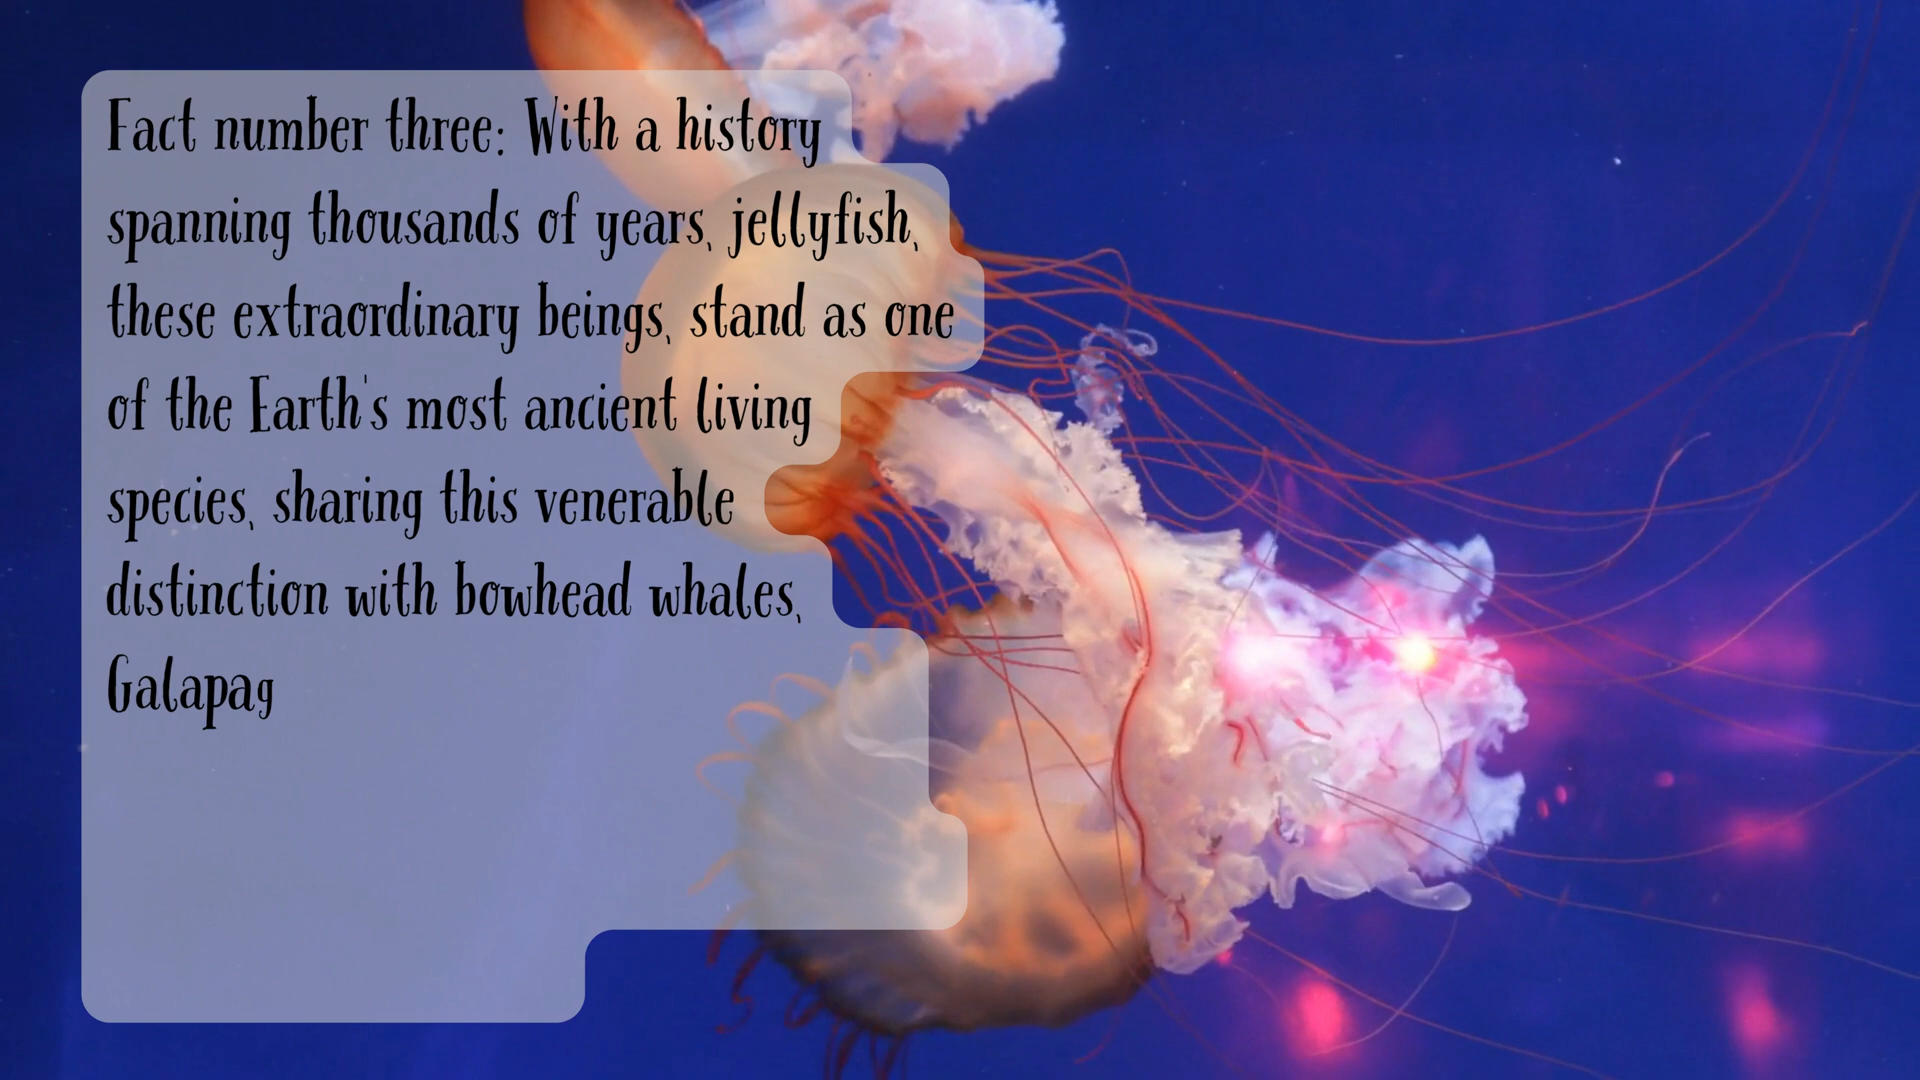 Fact number three: With a history
spanning thousands of years, jellyfish,
these extraordinary beings, stand as one
of the Earth's most ancient living
species, sharing this venerable
distinction with bowhead whales,
Galapag